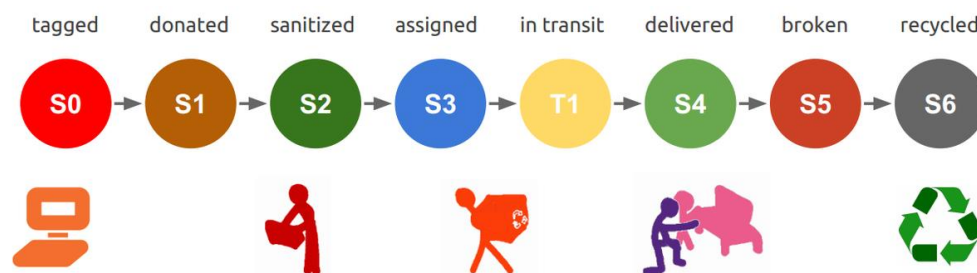 tagged donated sanitized assigned in transit delivered broken recycled
S0 S1 S2 S3 T1 S4 S5 S6